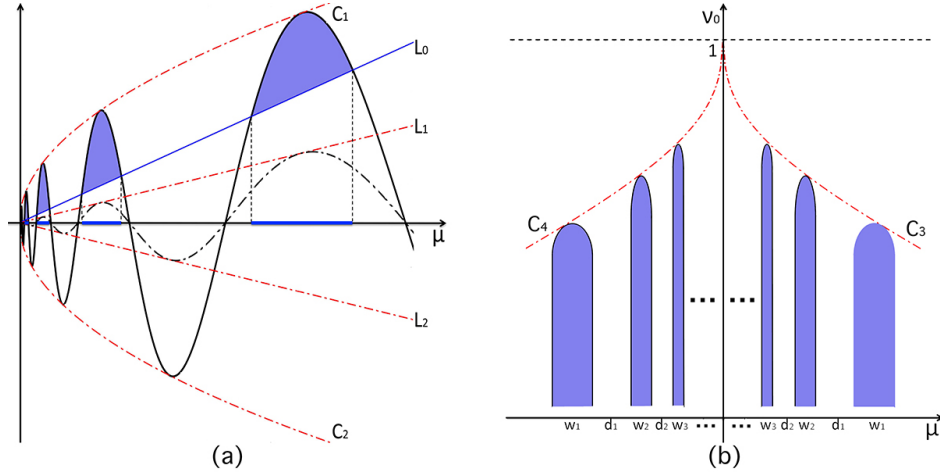 C₁
L₀
L₁
μ
L₂
C₂
(a)
ν₀
1
C₄
C₃
w₁ d₁ w₂ d₂ w₃ ···· ···· w₃ d₂ w₂ d₁ w₁ μ
(b)